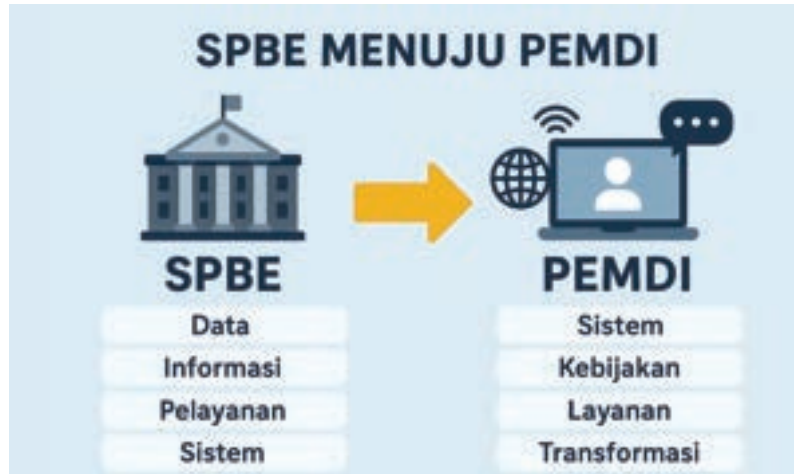 SPBE MENUJU PEMDI
SPBE
Data
Informasi
Pelayanan
Sistem
PEMDI
Sistem
Kebijakan
Layanan
Transformasi